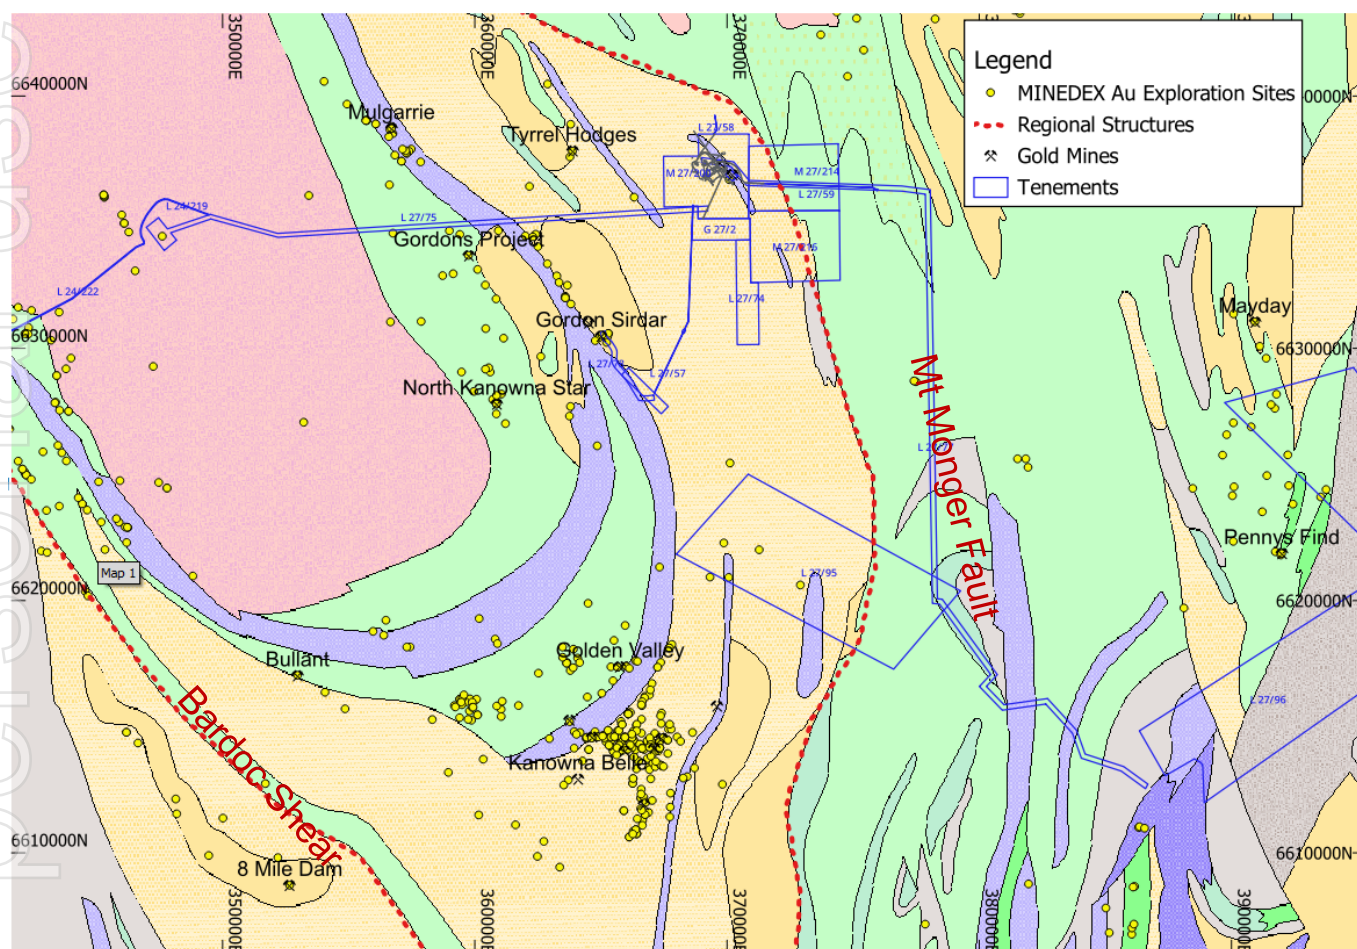 350000E
360000E
370000E
Legend
MINEDEX Au Exploration Sites
Regional Structures
Gold Mines
Tenements
6640000N
Mulgarrie
Tyrrel Hodges
L 27/58
M 27/214
L 27/59
L 24/219
L 27/75
G 27/2
Gordons Project
L 24/222
L 27/74
Mayday
6630000N
Gordon Sirdar
6630000N
L 27/57
North Kanowna Star
Mt Monger Fault
Pennys Find
Map 1
6620000N
L 27/95
6620000N
Golden Valley
Bullant
L 27/96
Bardoc Shear
Kanowna Belle
6610000N
6610000N
8 Mile Dam
350000E
360000E
370000E
380000E